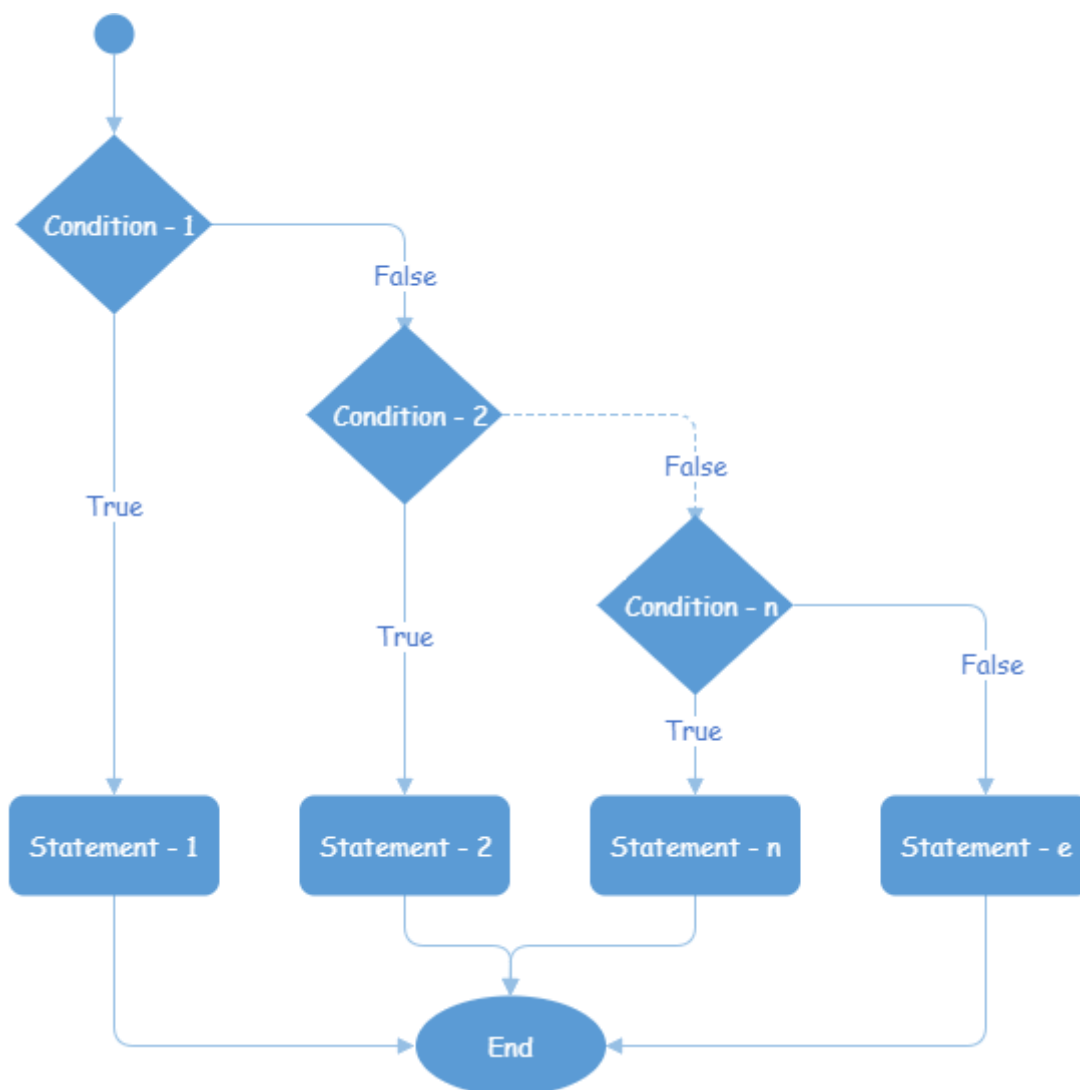 Condition - 1
False
Condition - 2
False
True
Condition - n
True
False
True
Statement - 1
Statement - 2
Statement - n
Statement - e
End